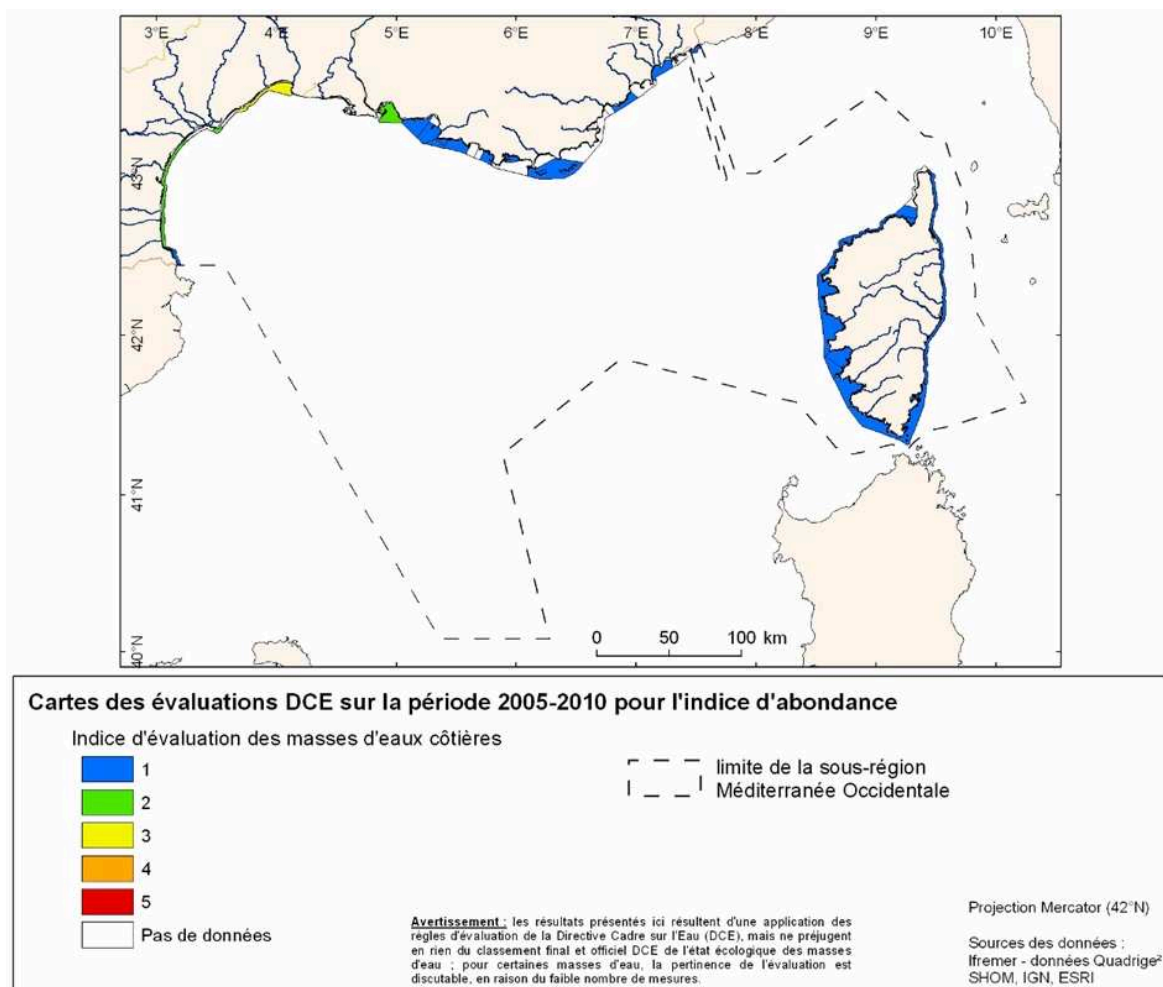 3°E 4°E 5°E 6°E 7°E 8°E 9°E 10°E
43°N
42°N
41°N
40°N
0 50 100 km
Cartes des évaluations DCE sur la période 2005-2010 pour l'indice d'abondance
Indice d'évaluation des masses d'eaux côtières
1
2
3
4
5
Pas de données
limite de la sous-région
Méditerranée Occidentale
Avertissement : les résultats présentés ici résultent d'une application des
règles d'évaluation de la Directive Cadre sur l'Eau (DCE), mais ne préjugent
en rien du classement final et officiel DCE de l'état écologique des masses
d'eau ; pour certaines masses d'eau, la pertinence de l'évaluation est
discutable, en raison du faible nombre de mesures.
Projection Mercator (42°N)
Sources des données :
Ifremer - données Quadrige²
SHOM, IGN, ESRI